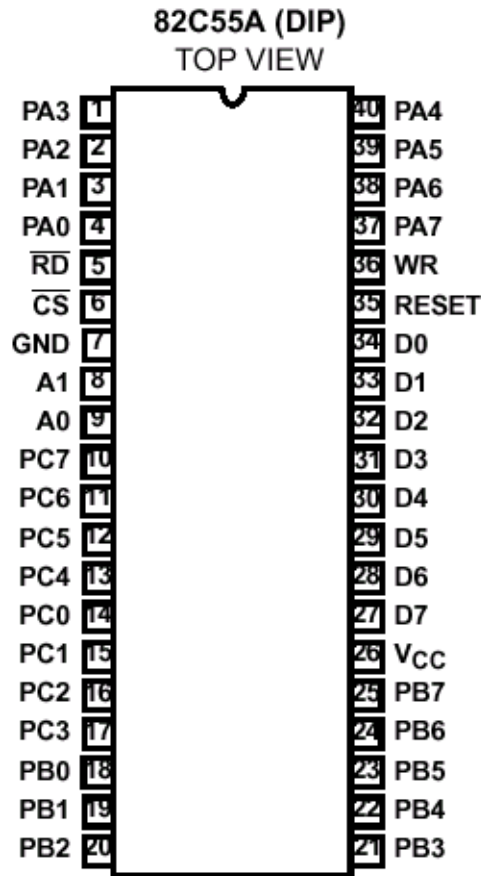 82C55A (DIP)
TOP VIEW
PA3 1 40 PA4
PA2 2 39 PA5
PA1 3 38 PA6
PA0 4 37 PA7
R̅D̅ 5 36 WR
C̅S̅ 6 35 RESET
GND 7 34 D0
A1 8 33 D1
A0 9 32 D2
PC7 10 31 D3
PC6 11 30 D4
PC5 12 29 D5
PC4 13 28 D6
PC0 14 27 D7
PC1 15 26 VCC
PC2 16 25 PB7
PC3 17 24 PB6
PB0 18 23 PB5
PB1 19 22 PB4
PB2 20 21 PB3